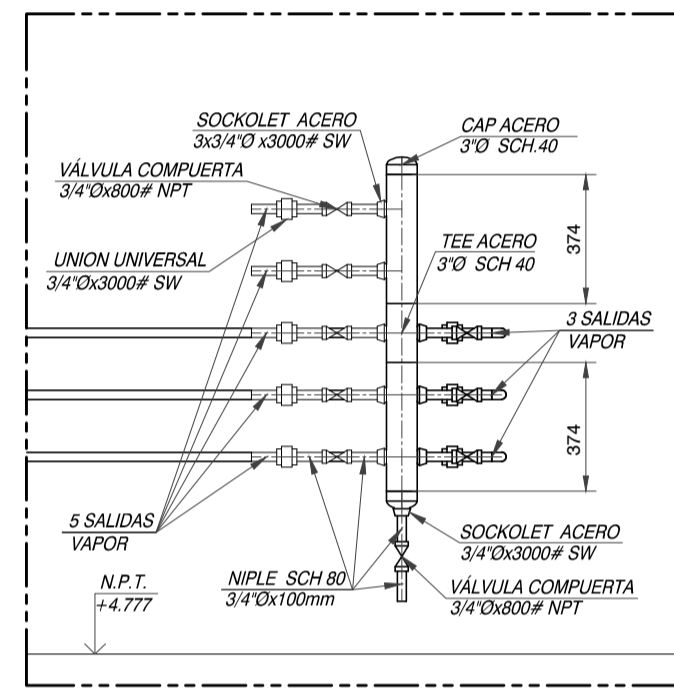 SOCKOLET ACERO
3x3/4"Ø x3000# SW
CAP ACERO
3"Ø SCH.40
VÁLVULA COMPUERTA
3/4"Øx800# NPT
UNION UNIVERSAL
3/4"Øx3000# SW
TEE ACERO
3"Ø SCH 40
374
3 SALIDAS
VAPOR
374
5 SALIDAS
VAPOR
SOCKOLET ACERO
3/4"Øx3000# SW
N.P.T.
+4.777
NIPLE SCH 80
3/4"Øx100mm
VÁLVULA COMPUERTA
3/4"Øx800# NPT